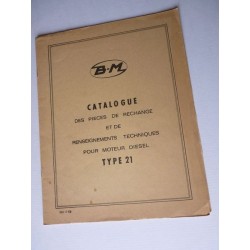 B.M
CATALOGUE
DES PIECES DE RECHANGE
ET DE
RENSEIGNEMENTS TECHNIQUES
POUR MOTEUR DIESEL
TYPE 21